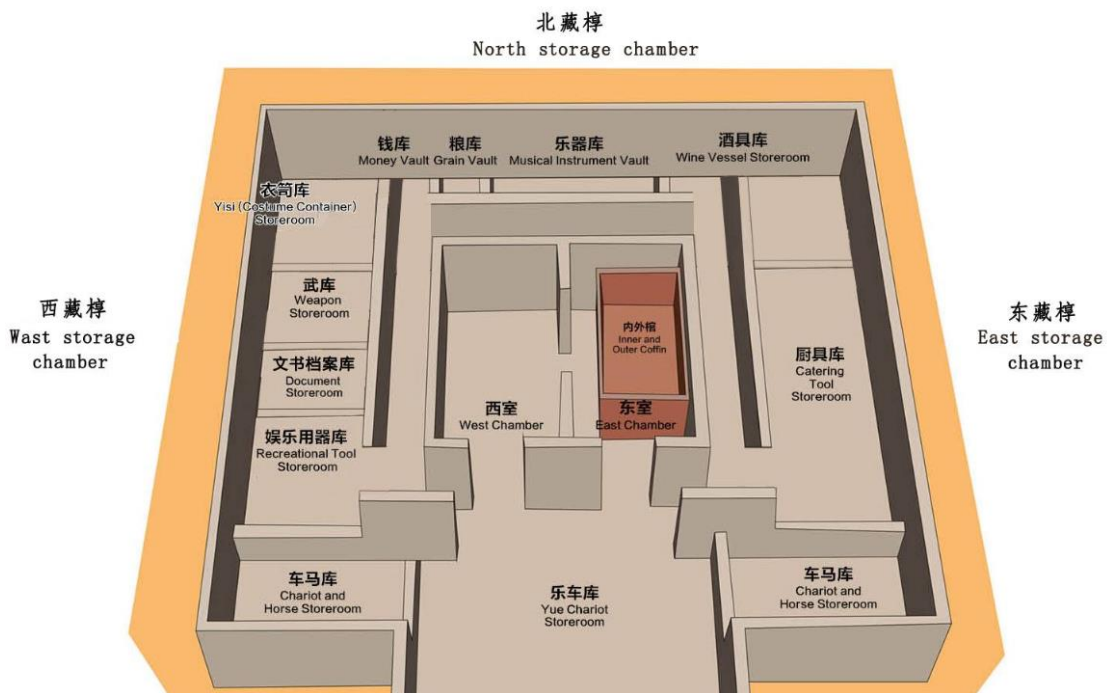 北藏椁
North storage chamber
钱库
Money Vault
粮库
Grain Vault
乐器库
Musical Instrument Vault
酒具库
Wine Vessel Storeroom
衣笥库
Yisi (Costume Container)
Storeroom
武库
Weapon
Storeroom
文书档案库
Document
Storeroom
娱乐用器库
Recreational Tool
Storeroom
西藏椁
Wast storage
chamber
内外棺
Inner and
Outer Coffin
西室
West Chamber
东室
East Chamber
厨具库
Catering
Tool
Storeroom
东藏椁
East storage
chamber
车马库
Chariot and
Horse Storeroom
乐车库
Yue Chariot
Storeroom
车马库
Chariot and
Horse Storeroom